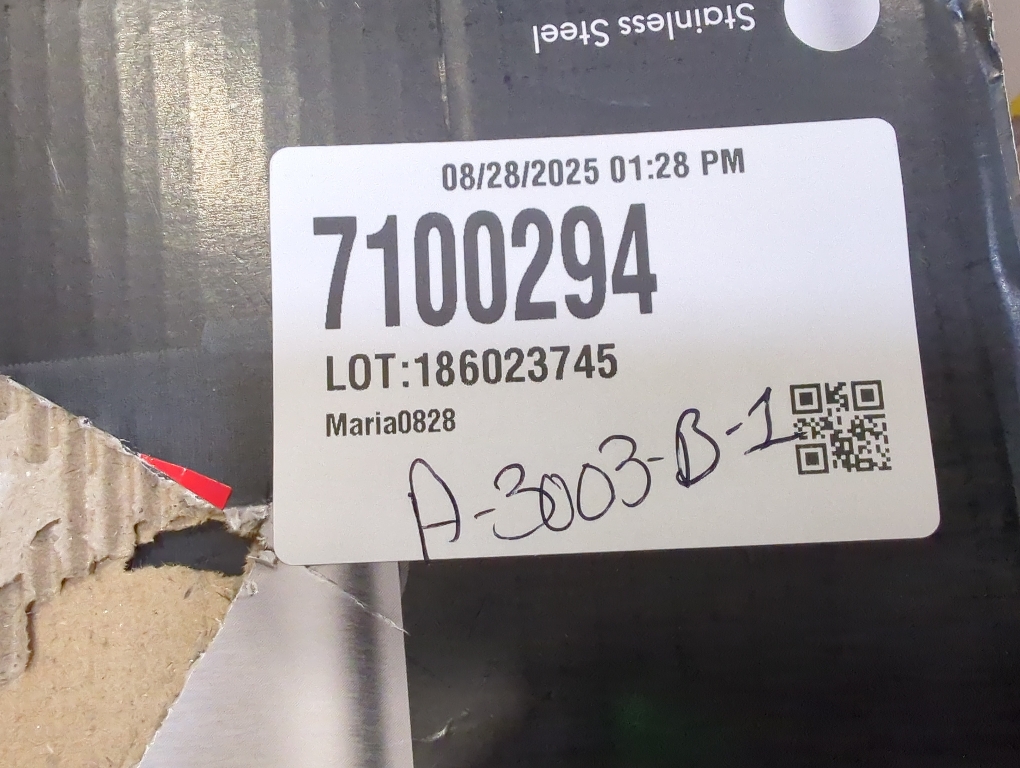 Stainless Steel
08/28/2025 01:28 PM
7100294
LOT:186023745
Maria0828
A-3003-B-1